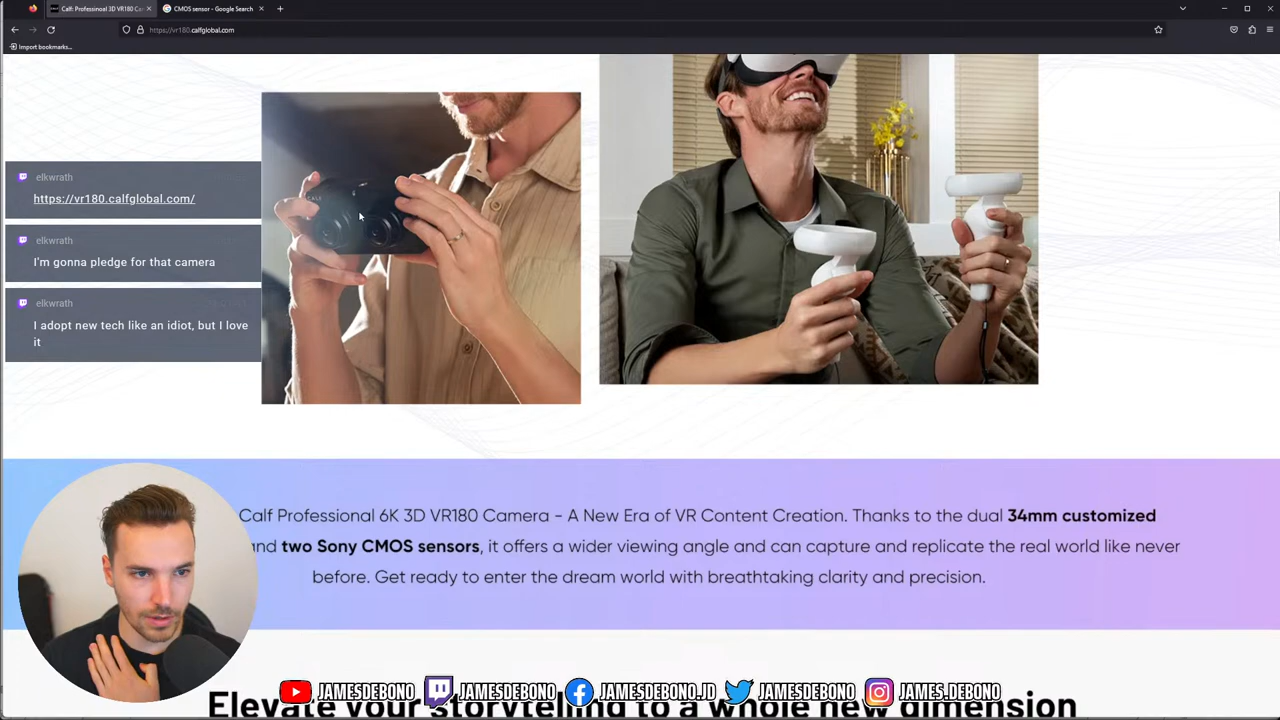 Calf: Professinoal 3D VR180 Ca
CMOS sensor - Google Search
https://vr180.calfglobal.com
Import bookmarks...
elkwrath
https://vr180.calfglobal.com/
elkwrath
I'm gonna pledge for that camera
elkwrath
I adopt new tech like an idiot, but I love
it
Calf Professional 6K 3D VR180 Camera - A New Era of VR Content Creation. Thanks to the dual 34mm customized
and two Sony CMOS sensors, it offers a wider viewing angle and can capture and replicate the real world like never
before. Get ready to enter the dream world with breathtaking clarity and precision.
Elevate your storytelling to a whole new dimension
JAMESDEBONO JAMESDEBONO JAMESDEBONO.JD JAMESDEBONO JAMES.DEBONO